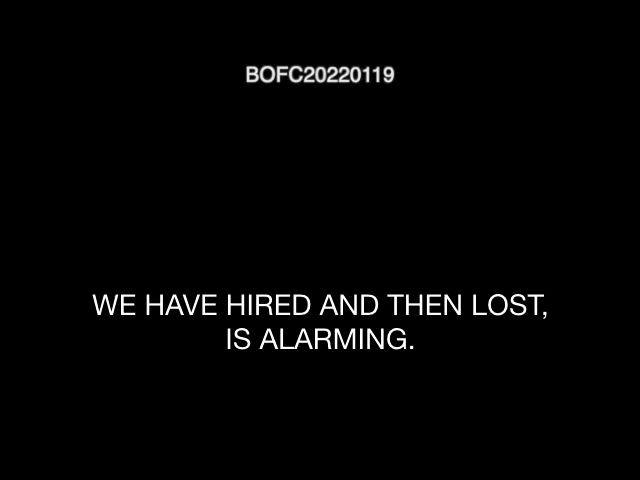 BOFC20220119
WE HAVE HIRED AND THEN LOST,
IS ALARMING.